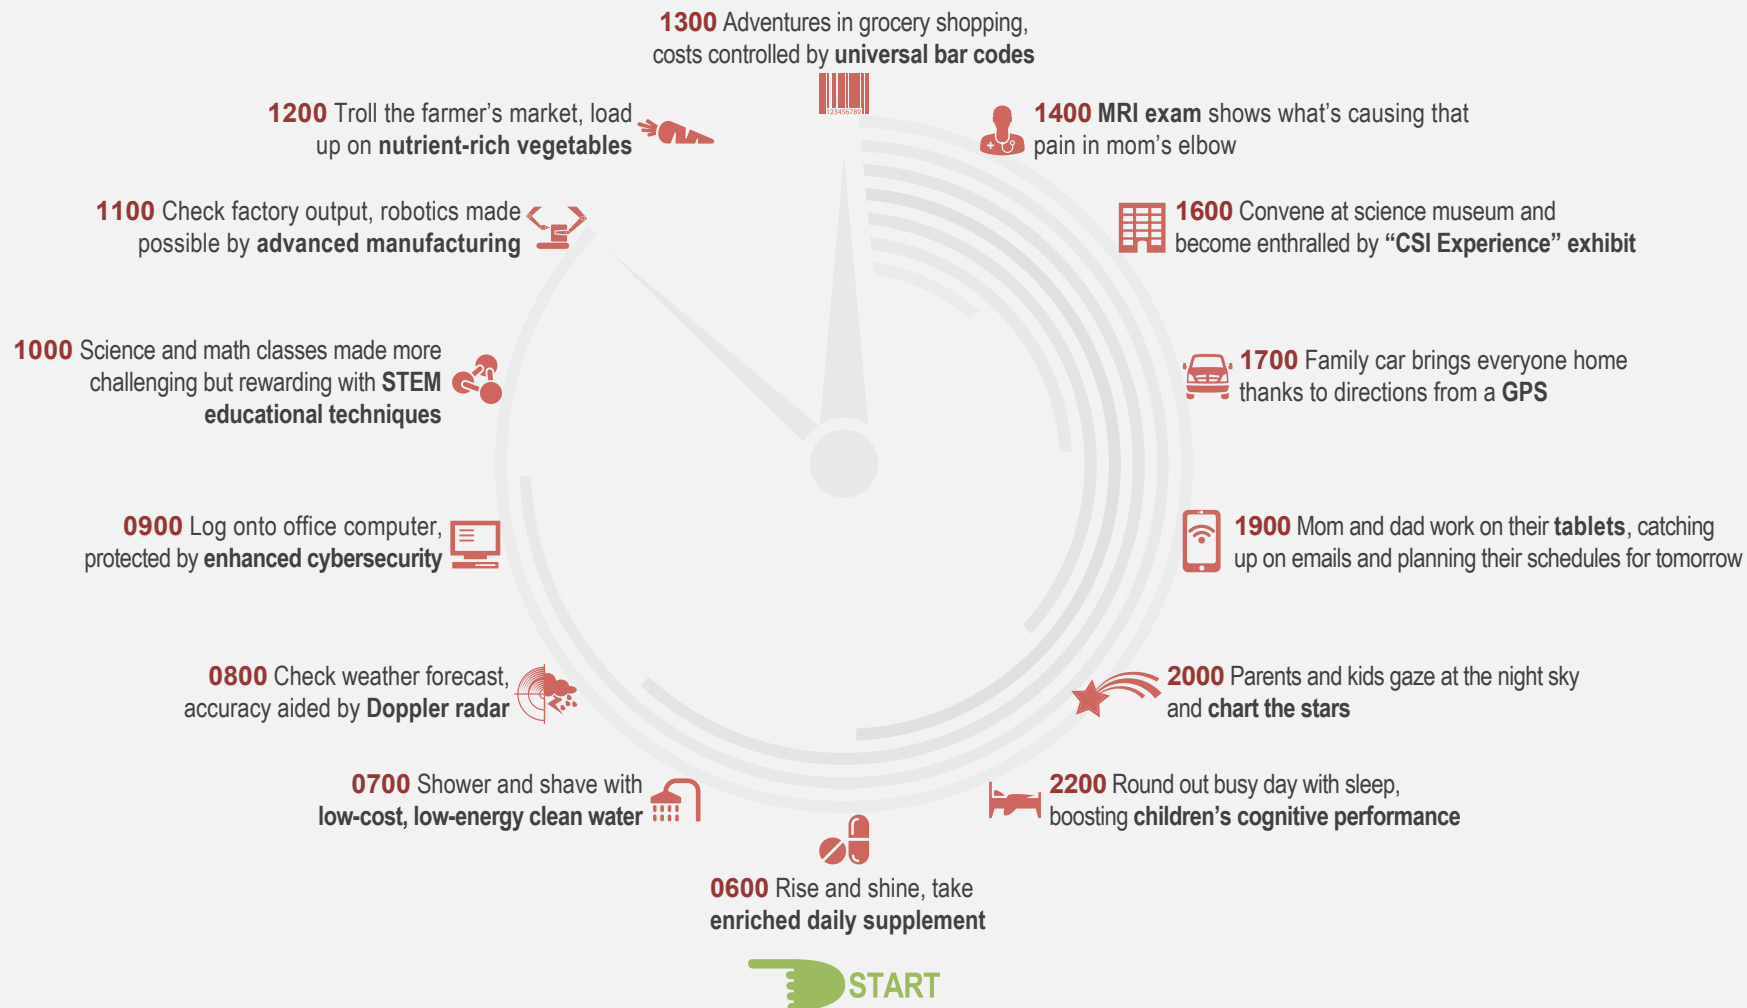 1300 Adventures in grocery shopping,
costs controlled by universal bar codes
123456789
1200 Troll the farmer’s market, load
up on nutrient-rich vegetables
1400 MRI exam shows what’s causing that
pain in mom’s elbow
1100 Check factory output, robotics made
possible by advanced manufacturing
1600 Convene at science museum and
become enthralled by “CSI Experience” exhibit
1000 Science and math classes made more
challenging but rewarding with STEM
educational techniques
1700 Family car brings everyone home
thanks to directions from a GPS
0900 Log onto office computer,
protected by enhanced cybersecurity
1900 Mom and dad work on their tablets, catching
up on emails and planning their schedules for tomorrow
0800 Check weather forecast,
accuracy aided by Doppler radar
2000 Parents and kids gaze at the night sky
and chart the stars
0700 Shower and shave with
low-cost, low-energy clean water
2200 Round out busy day with sleep,
boosting children’s cognitive performance
0600 Rise and shine, take
enriched daily supplement
START